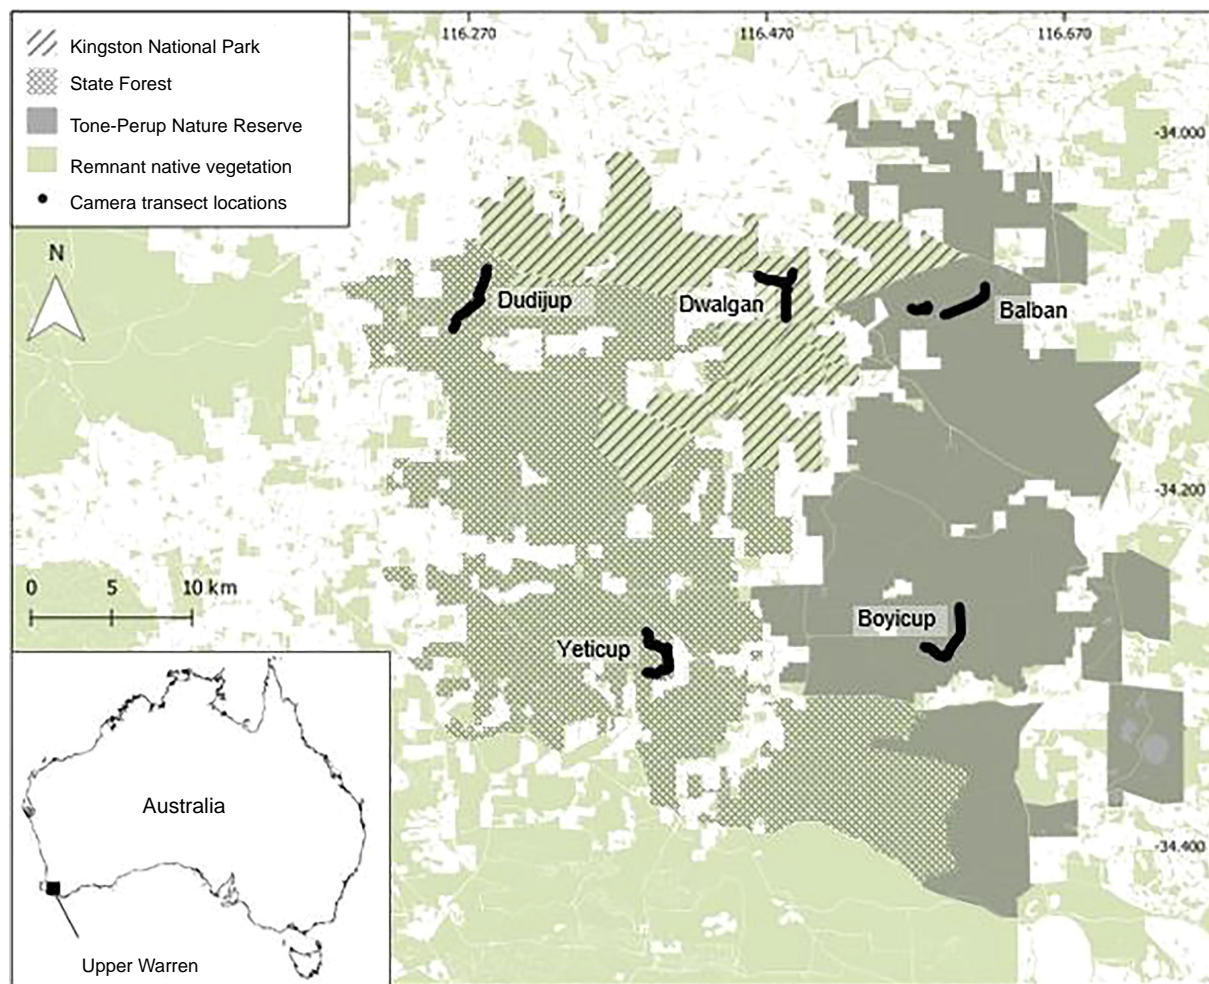 116.270
116.470
116.670
Kingston National Park
State Forest
Tone-Perup Nature Reserve
Remnant native vegetation
Camera transect locations
-34.000
N
Dudijup
Dwalgan
Balban
-34.200
0 5 10 km
Boyicup
Yeticup
-34.400
Australia
Upper Warren